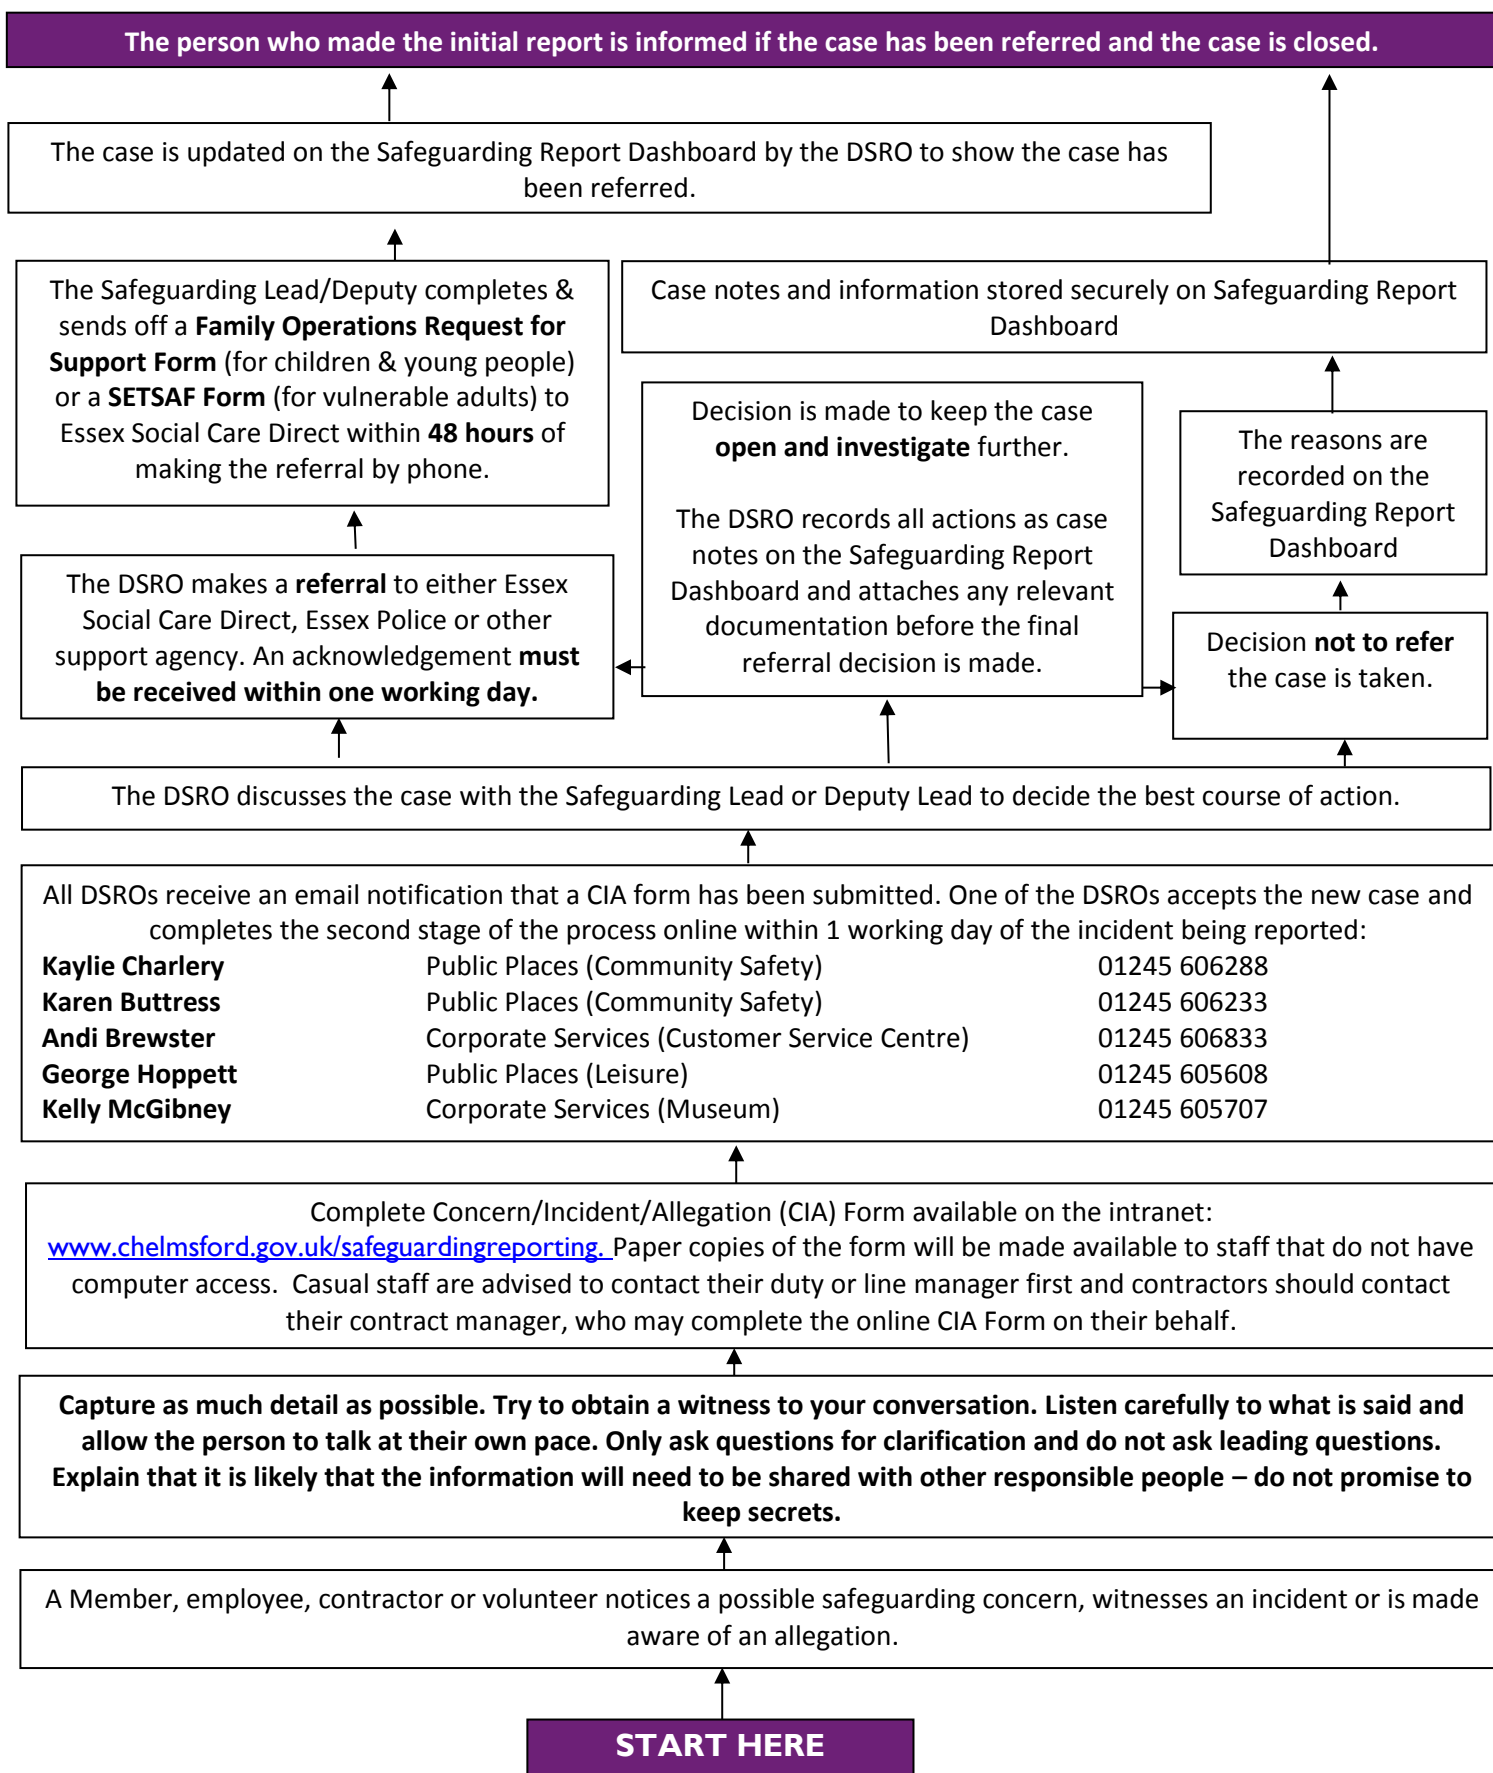 The person who made the initial report is informed if the case has been referred and the case is closed.
The case is updated on the Safeguarding Report Dashboard by the DSRO to show the case has
been referred.
The Safeguarding Lead/Deputy completes &
sends off a Family Operations Request for
Support Form (for children & young people)
or a SETSAF Form (for vulnerable adults) to
Essex Social Care Direct within 48 hours of
making the referral by phone.
Case notes and information stored securely on Safeguarding Report
Dashboard
Decision is made to keep the case
open and investigate further.
The DSRO records all actions as case
notes on the Safeguarding Report
Dashboard and attaches any relevant
documentation before the final
referral decision is made.
The reasons are
recorded on the
Safeguarding Report
Dashboard
The DSRO makes a referral to either Essex
Social Care Direct, Essex Police or other
support agency. An acknowledgement must
be received within one working day.
Decision not to refer
the case is taken.
The DSRO discusses the case with the Safeguarding Lead or Deputy Lead to decide the best course of action.
All DSROs receive an email notification that a CIA form has been submitted. One of the DSROs accepts the new case and
completes the second stage of the process online within 1 working day of the incident being reported:
Kaylie Charlery Public Places (Community Safety) 01245 606288
Karen Buttress Public Places (Community Safety) 01245 606233
Andi Brewster Corporate Services (Customer Service Centre) 01245 606833
George Hoppett Public Places (Leisure) 01245 605608
Kelly McGibney Corporate Services (Museum) 01245 605707
Complete Concern/Incident/Allegation (CIA) Form available on the intranet:
www.chelmsford.gov.uk/safeguardingreporting. Paper copies of the form will be made available to staff that do not have
computer access. Casual staff are advised to contact their duty or line manager first and contractors should contact
their contract manager, who may complete the online CIA Form on their behalf.
Capture as much detail as possible. Try to obtain a witness to your conversation. Listen carefully to what is said and
allow the person to talk at their own pace. Only ask questions for clarification and do not ask leading questions.
Explain that it is likely that the information will need to be shared with other responsible people – do not promise to
keep secrets.
A Member, employee, contractor or volunteer notices a possible safeguarding concern, witnesses an incident or is made
aware of an allegation.
START HERE